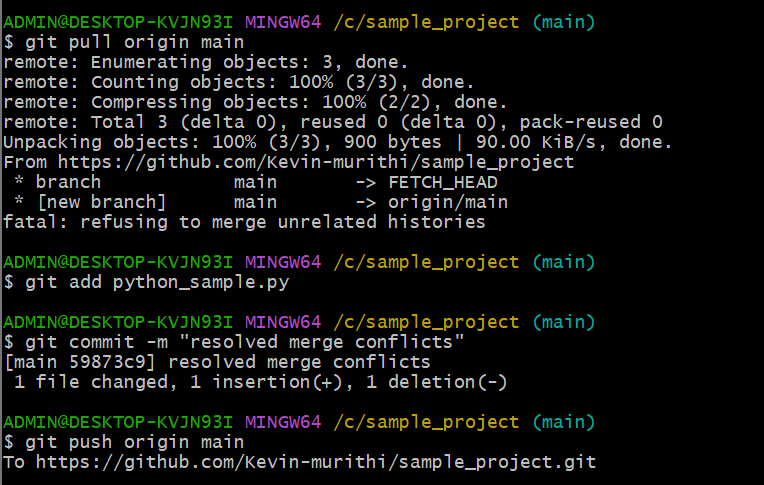 ADMIN@DESKTOP-KVJN93I MINGW64 /c/sample_project (main)
$ git pull origin main
remote: Enumerating objects: 3, done.
remote: Counting objects: 100% (3/3), done.
remote: Compressing objects: 100% (2/2), done.
remote: Total 3 (delta 0), reused 0 (delta 0), pack-reused 0
Unpacking objects: 100% (3/3), 900 bytes | 90.00 KiB/s, done.
From https://github.com/Kevin-murithi/sample_project
 * branch            main       -> FETCH_HEAD
 * [new branch]      main       -> origin/main
fatal: refusing to merge unrelated histories
ADMIN@DESKTOP-KVJN93I MINGW64 /c/sample_project (main)
$ git add python_sample.py
ADMIN@DESKTOP-KVJN93I MINGW64 /c/sample_project (main)
$ git commit -m "resolved merge conflicts"
[main 59873c9] resolved merge conflicts
 1 file changed, 1 insertion(+), 1 deletion(-)
ADMIN@DESKTOP-KVJN93I MINGW64 /c/sample_project (main)
$ git push origin main
To https://github.com/Kevin-murithi/sample_project.git